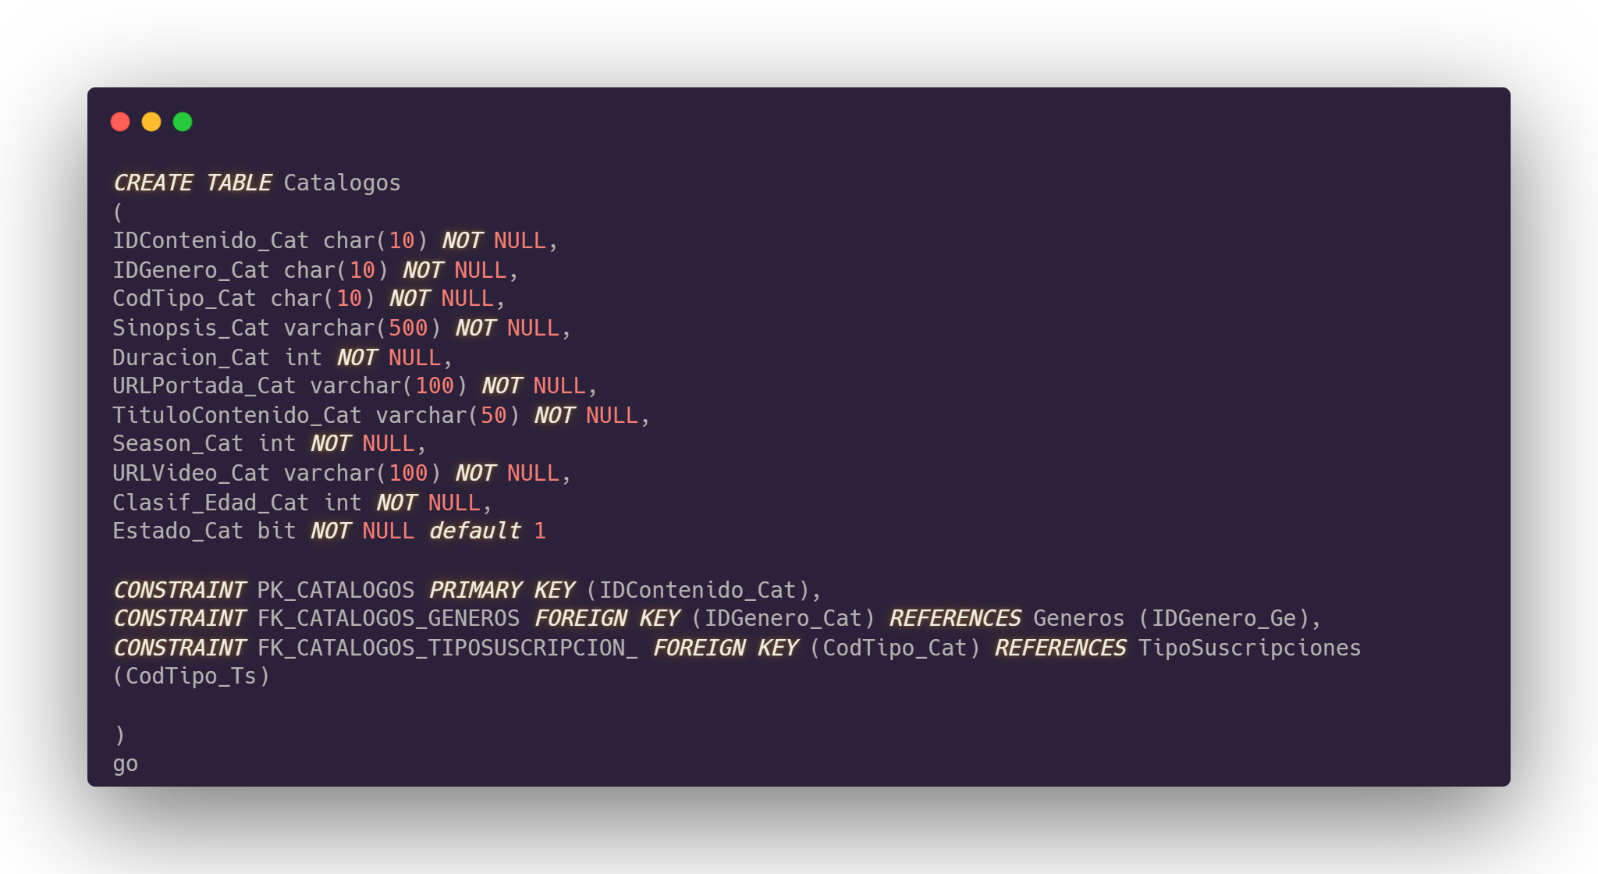 CREATE TABLE Catalogos
(
IDContenido_Cat char(10) NOT NULL,
IDGenero_Cat char(10) NOT NULL,
CodTipo_Cat char(10) NOT NULL,
Sinopsis_Cat varchar(500) NOT NULL,
Duracion_Cat int NOT NULL,
URLPortada_Cat varchar(100) NOT NULL,
TituloContenido_Cat varchar(50) NOT NULL,
Season_Cat int NOT NULL,
URLVideo_Cat varchar(100) NOT NULL,
Clasif_Edad_Cat int NOT NULL,
Estado_Cat bit NOT NULL default 1
CONSTRAINT PK_CATALOGOS PRIMARY KEY (IDContenido_Cat),
CONSTRAINT FK_CATALOGOS_GENEROS FOREIGN KEY (IDGenero_Cat) REFERENCES Generos (IDGenero_Ge),
CONSTRAINT FK_CATALOGOS_TIPOSUSCRIPCION_ FOREIGN KEY (CodTipo_Cat) REFERENCES TipoSuscripciones
(CodTipo_Ts)
)
go